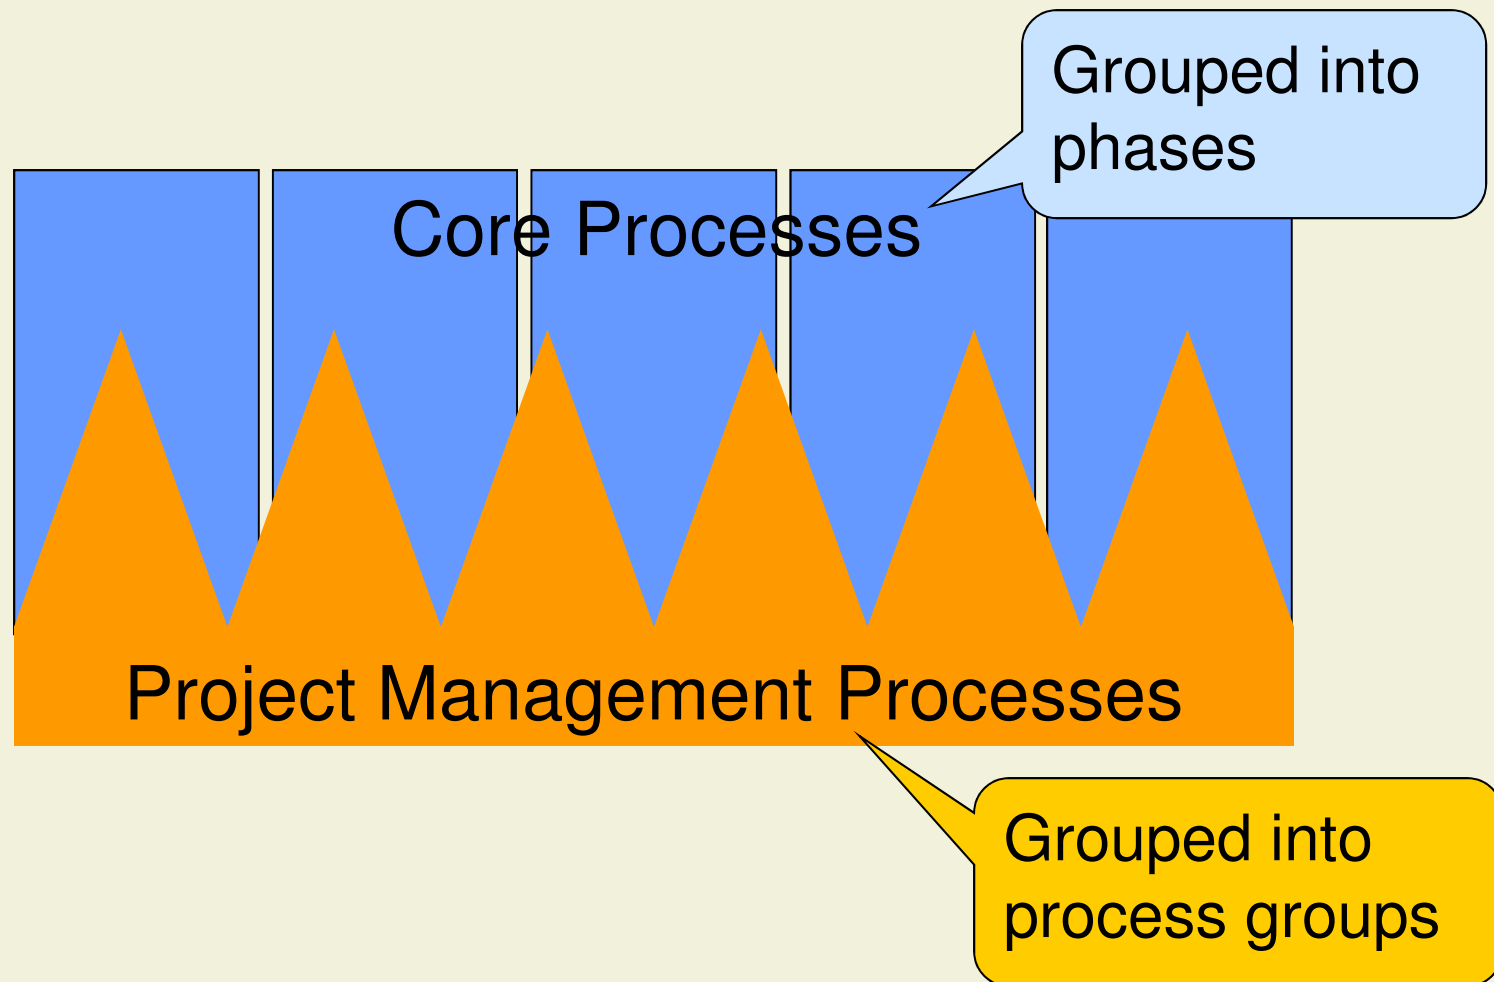 Grouped into
phases
Core Processes
Project Management Processes
Grouped into
process groups